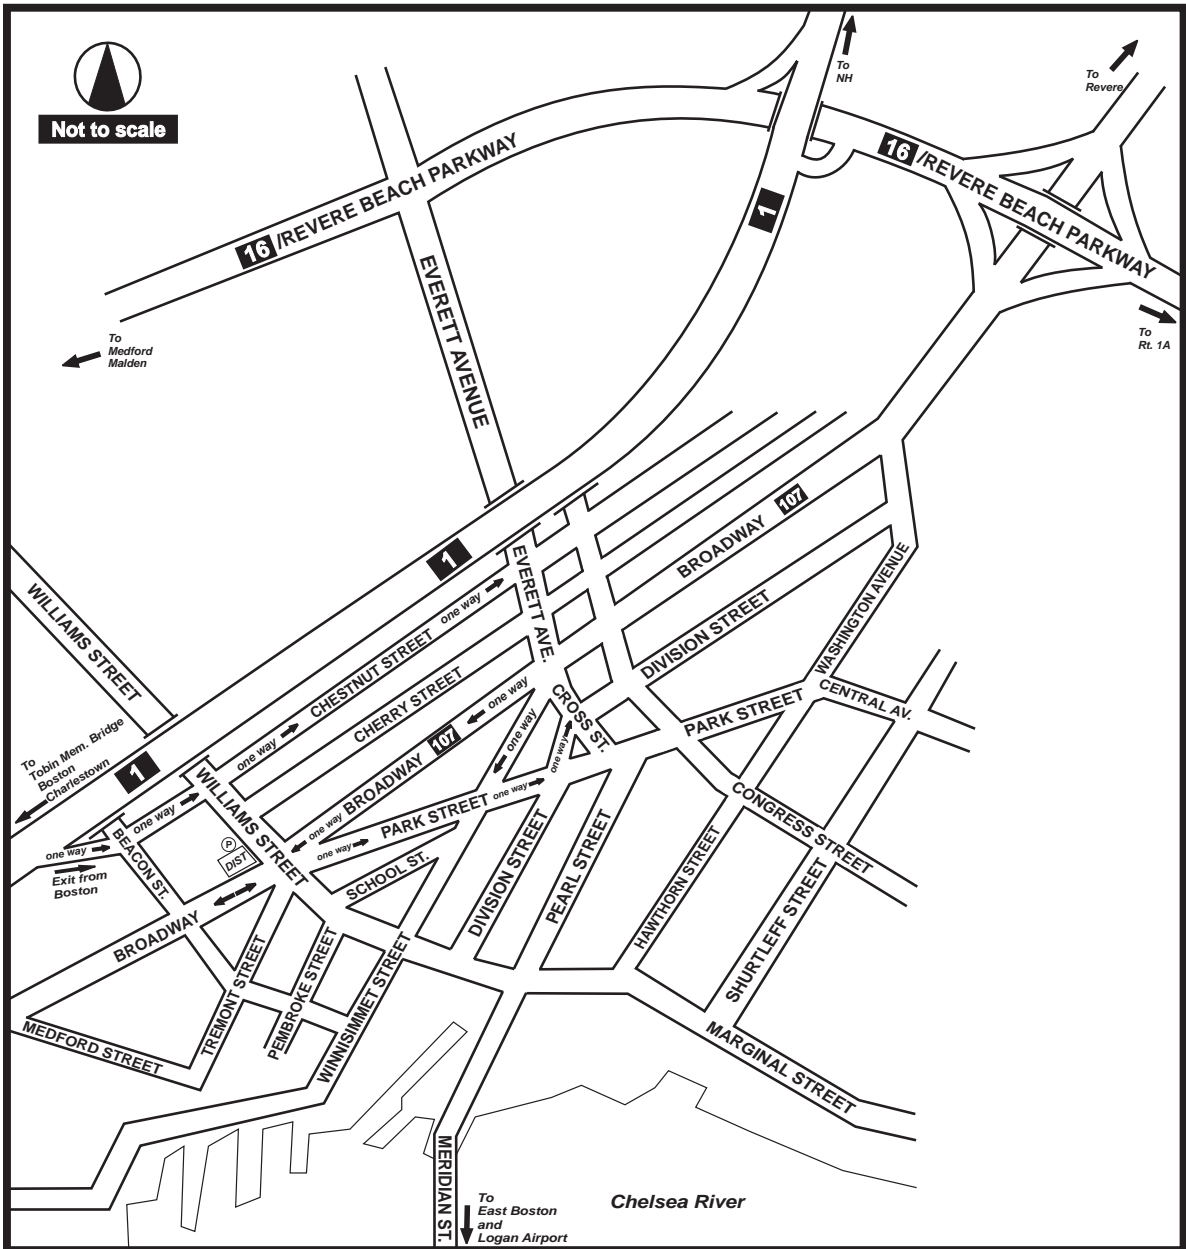 To
NH
To
Revere
Not to scale
16 /REVERE BEACH PARKWAY
16 /REVERE BEACH PARKWAY
1
EVERETT AVENUE
To
Medford
Malden
To
Rt. 1A
BROADWAY 107
1
EVERETT AVE.
WILLIAMS STREET
one way
CHESTNUT STREET
one way
DIVISION STREET
WASHINGTON AVENUE
CHERRY STREET
one way
CROSS ST.
PARK STREET
CENTRAL AV.
To
Tobin Mem. Bridge
Boston
Charlestown
1
BROADWAY 107
one way
one way
WILLIAMS STREET
one way
one way
PARK STREET
one way
one way
CONGRESS STREET
BEACON ST.
one way
Exit from
Boston
P
DIST
SCHOOL ST.
DIVISION STREET
PEARL STREET
HAWTHORN STREET
SHURTLEFF STREET
BROADWAY
TREMONT STREET
PEMBROKE STREET
WINNISIMMET STREET
MEDFORD STREET
MARGINAL STREET
MERIDIAN ST.
To
East Boston
and
Logan Airport
Chelsea River